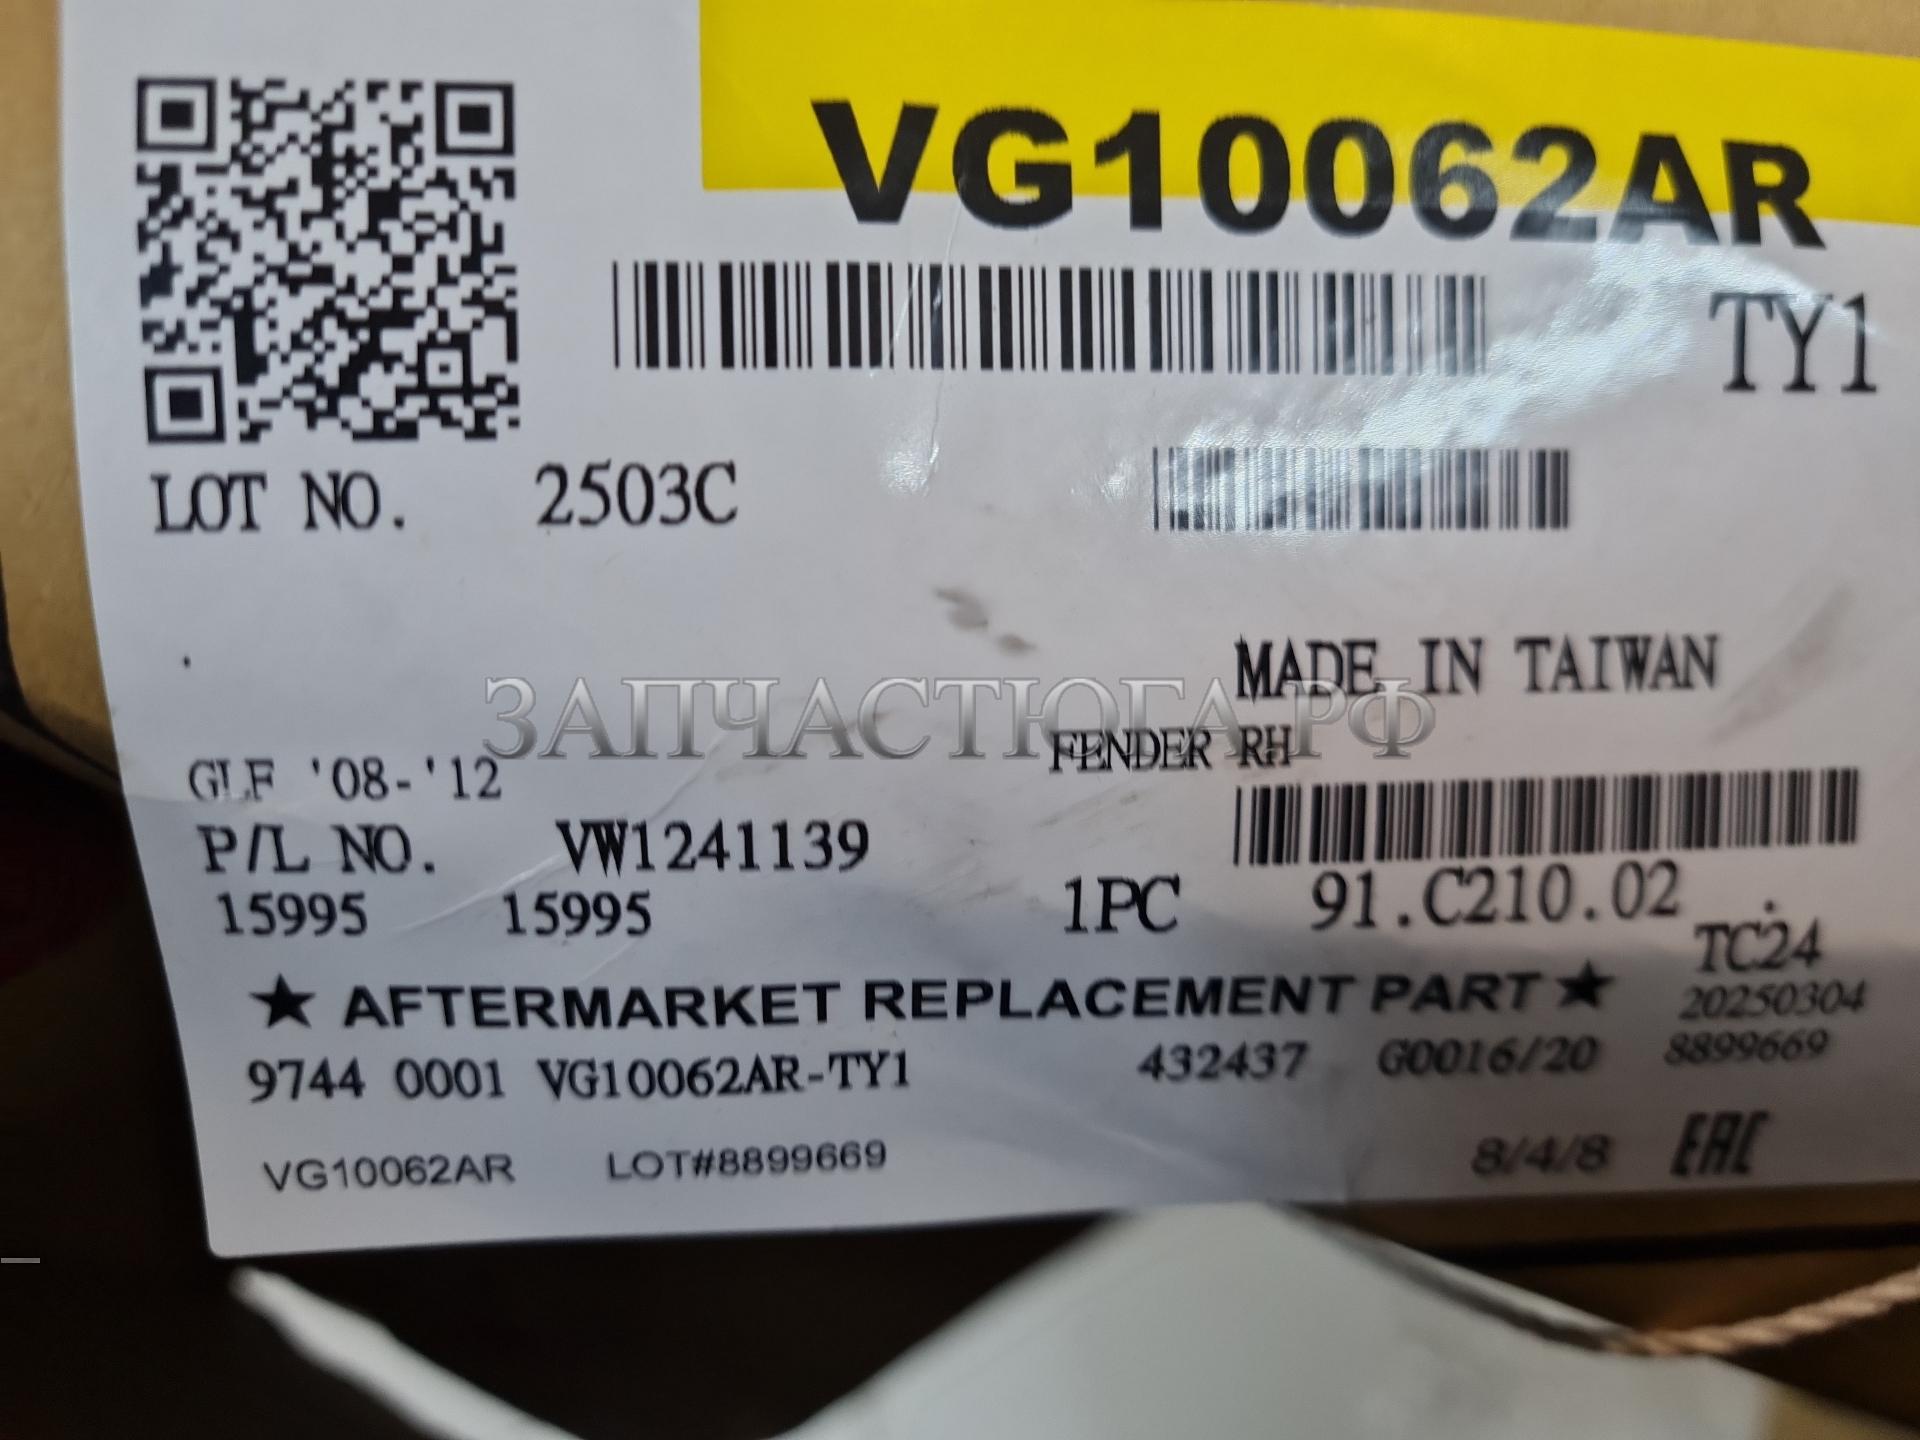 VG10062AR
TY1
LOT NO. 2503C
MADE IN TAIWAN
ЗАПЧАСТЮГА.РФ
FENDER RH
GLF '08-'12
P/L NO. VW1241139
15995 15995 1PC 91.C210.02
TC24
★ AFTERMARKET REPLACEMENT PART ★ 20250304
9744 0001 VG10062AR-TY1 432437 G0016/20 8899669
VG10062AR LOT#8899669 8/4/8 EAC